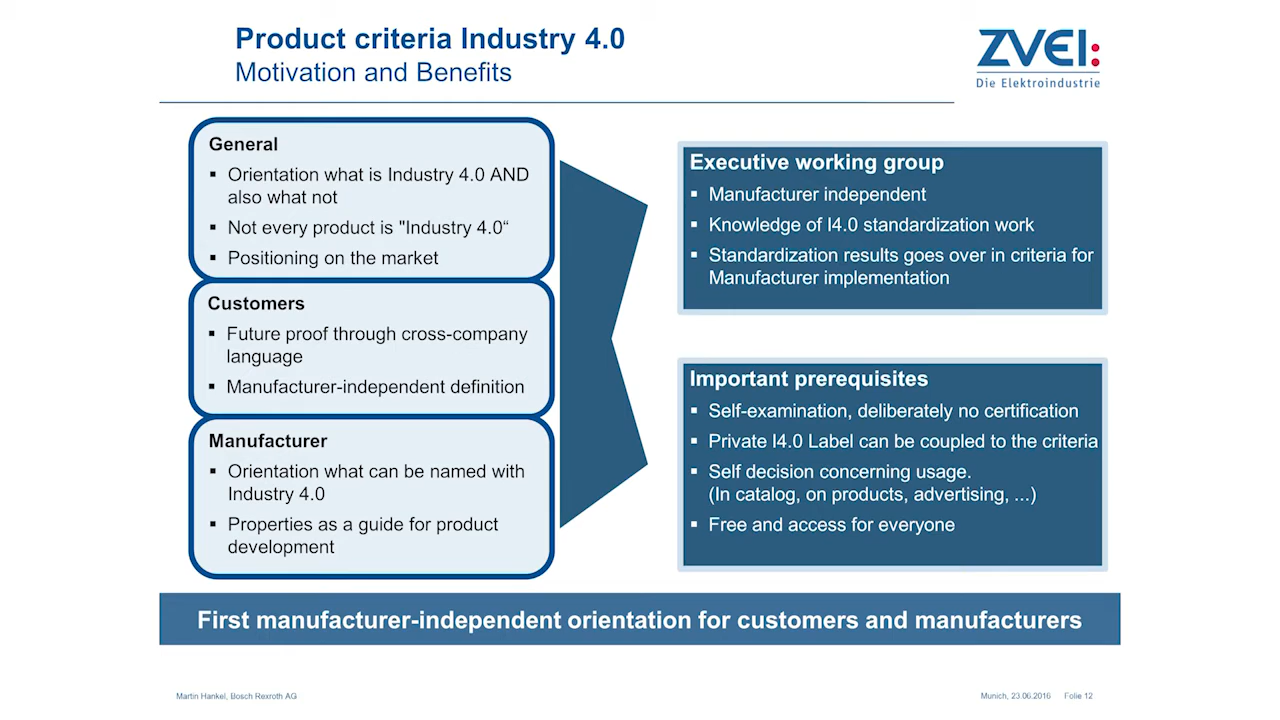 Product criteria Industry 4.0
Motivation and Benefits
ZVEI:
Die Elektroindustrie
General
▪ Orientation what is Industry 4.0 AND
also what not
▪ Not every product is "Industry 4.0“
▪ Positioning on the market
Customers
▪ Future proof through cross-company
language
▪ Manufacturer-independent definition
Manufacturer
▪ Orientation what can be named with
Industry 4.0
▪ Properties as a guide for product
development
Executive working group
▪ Manufacturer independent
▪ Knowledge of I4.0 standardization work
▪ Standardization results goes over in criteria for
Manufacturer implementation
Important prerequisites
▪ Self-examination, deliberately no certification
▪ Private I4.0 Label can be coupled to the criteria
▪ Self decision concerning usage.
(In catalog, on products, advertising, ...)
▪ Free and access for everyone
First manufacturer-independent orientation for customers and manufacturers
Martin Hankel, Bosch Rexroth AG
Munich, 23.06.2016 Folie 12